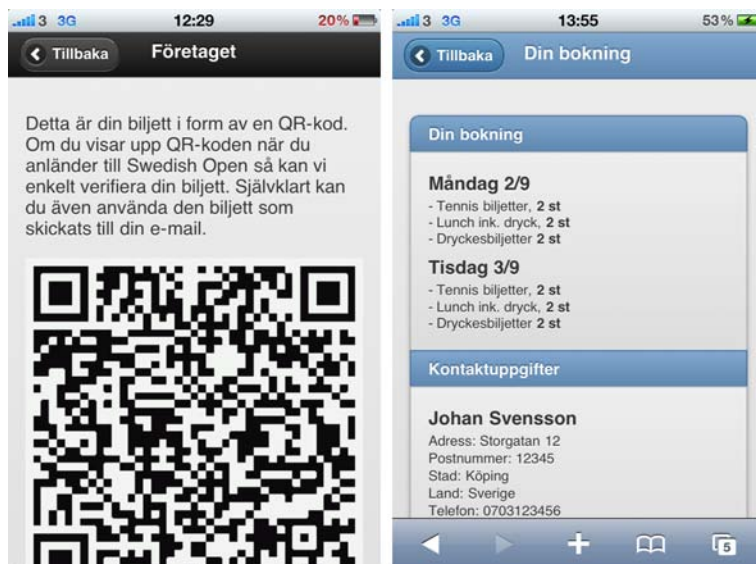 3 3G 12:29 20%
Tillbaka Företaget
Detta är din biljett i form av en QR-kod.
Om du visar upp QR-koden när du
anländer till Swedish Open så kan vi
enkelt verifiera din biljett. Självklart kan
du även använda den biljett som
skickats till din e-mail.
3 3G 13:55 53%
Tillbaka Din bokning
Din bokning
Måndag 2/9
- Tennis biljetter, 2 st
- Lunch ink. dryck, 2 st
- Dryckesbiljetter 2 st
Tisdag 3/9
- Tennis biljetter, 2 st
- Lunch ink. dryck, 2 st
- Dryckesbiljetter 2 st
Kontaktuppgifter
Johan Svensson
Adress: Storgatan 12
Postnummer: 12345
Stad: Köping
Land: Sverige
Telefon: 0703123456
5